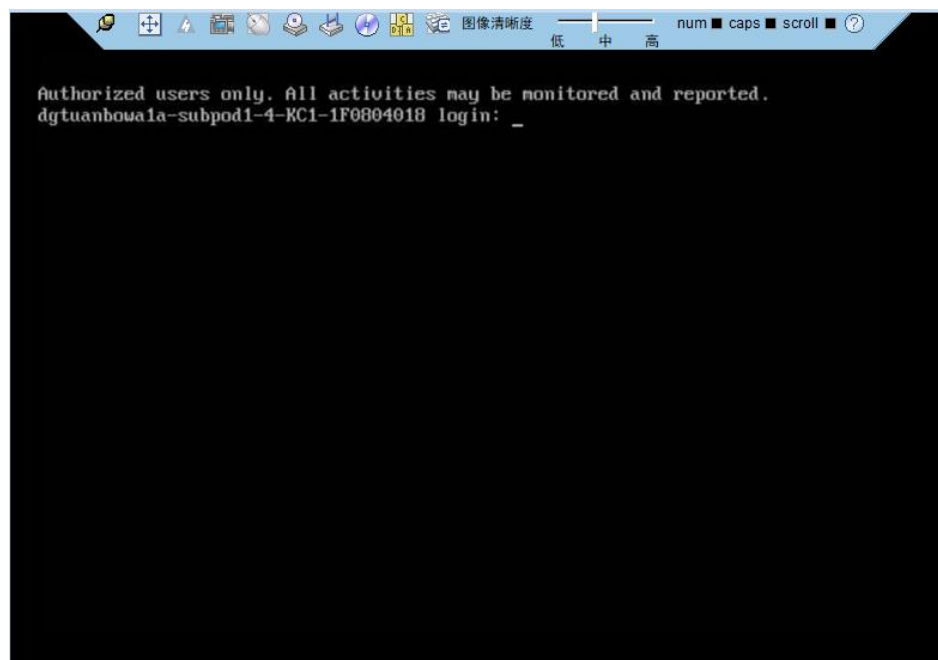 图像清晰度 num caps scroll ?
低 中 高
Authorized users only. All activities may be monitored and reported.
dgtuanbowa1a-subpod1-4-KC1-1F0804018 login: _